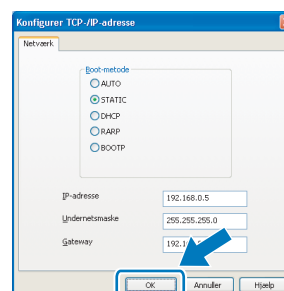 Konfigurer TCP-/IP-adresse
Netværk
Boot-metode
AUTO
STATIC
DHCP
RARP
BOOTP
IP-adresse 192.168.0.5
Undernetsmaske 255.255.255.0
Gateway
OK Annuller Hjælp